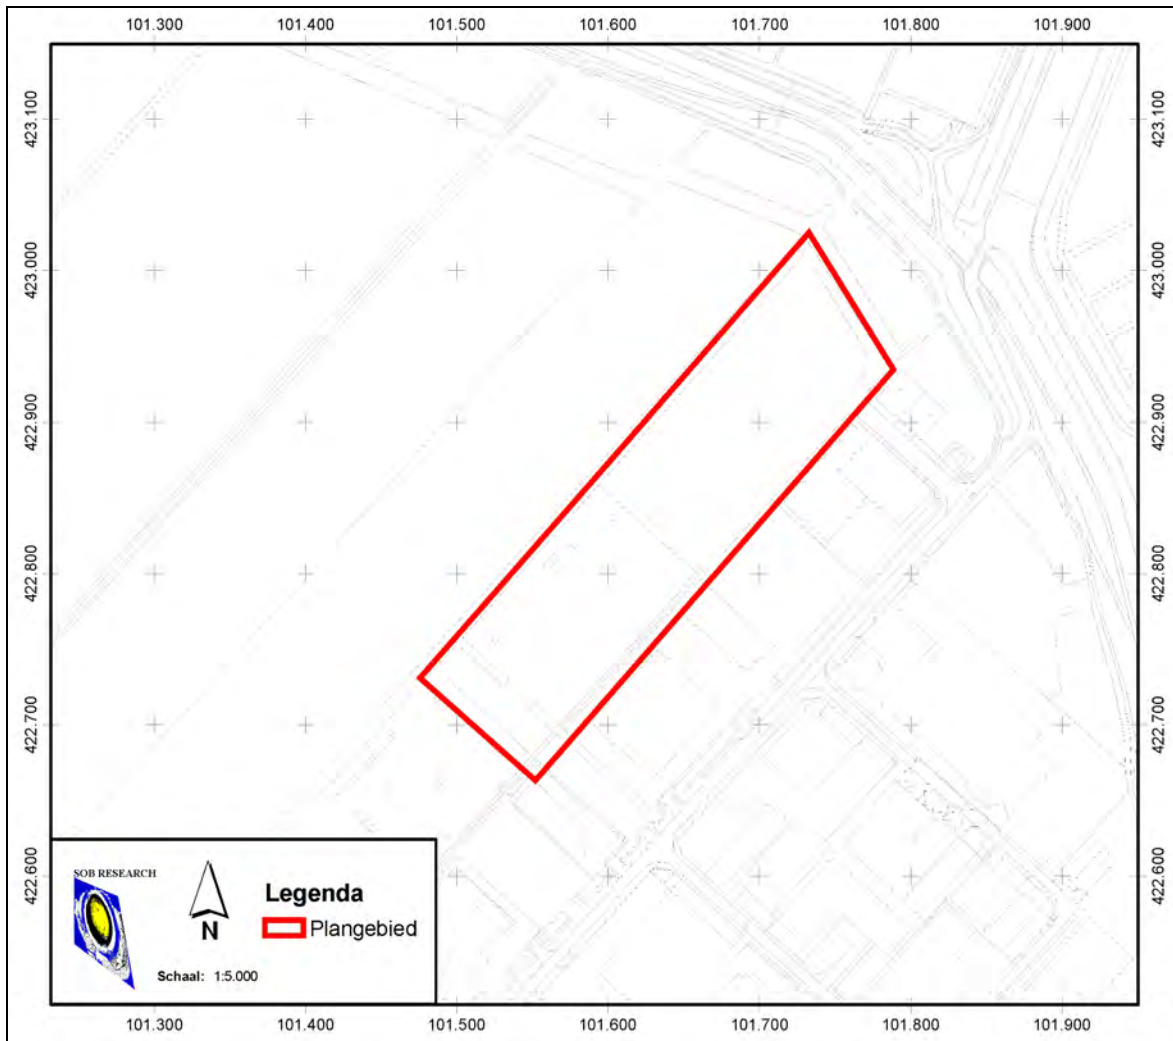 101.300 101.400 101.500 101.600 101.700 101.800 101.900
423.100 423.100
423.000 423.000
422.900 422.900
422.800 422.800
422.700 422.700
422.600 422.600
SOB RESEARCH
N
Legenda
Plangebied
Schaal: 1:5.000
101.300 101.400 101.500 101.600 101.700 101.800 101.900